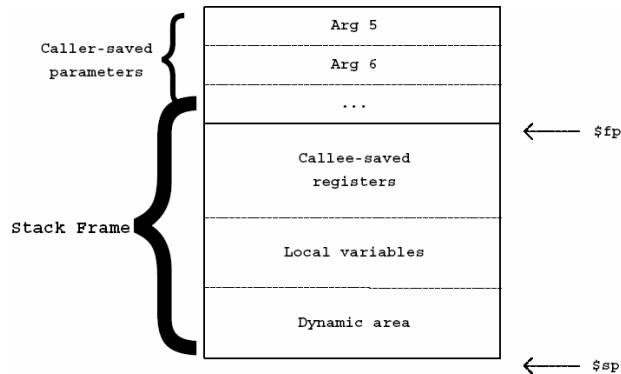 Arg 5
Caller-saved
parameters
Arg 6
...
$fp
Callee-saved
registers
Stack Frame
Local variables
Dynamic area
$sp